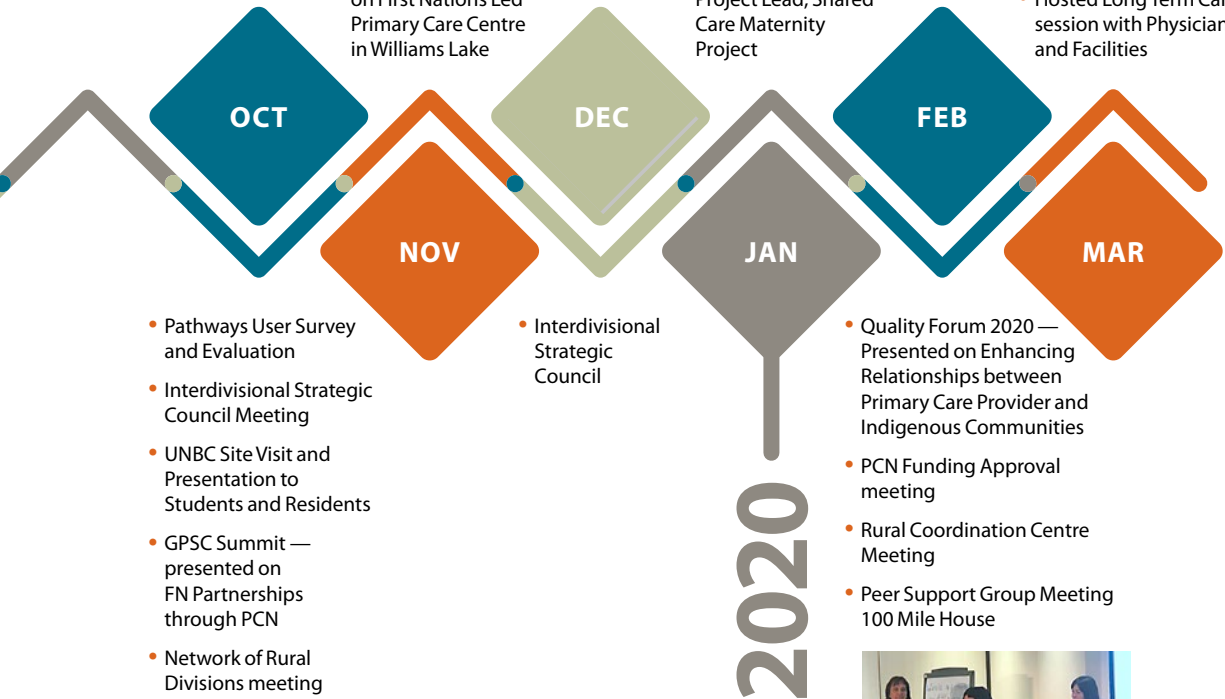 on First Nations Led
Primary Care Centre
in Williams Lake
Project Lead, Shared
Care Maternity
Project
Hosted Long Term Care
session with Physician
and Facilities
OCT
DEC
FEB
NOV
JAN
MAR
• Pathways User Survey
and Evaluation
• Interdivisional Strategic
Council Meeting
• UNBC Site Visit and
Presentation to
Students and Residents
• GPSC Summit —
presented on
FN Partnerships
through PCN
• Network of Rural
Divisions meeting
• Interdivisional
Strategic
Council
2020
• Quality Forum 2020 —
Presented on Enhancing
Relationships between
Primary Care Provider and
Indigenous Communities
• PCN Funding Approval
meeting
• Rural Coordination Centre
Meeting
• Peer Support Group Meeting
100 Mile House